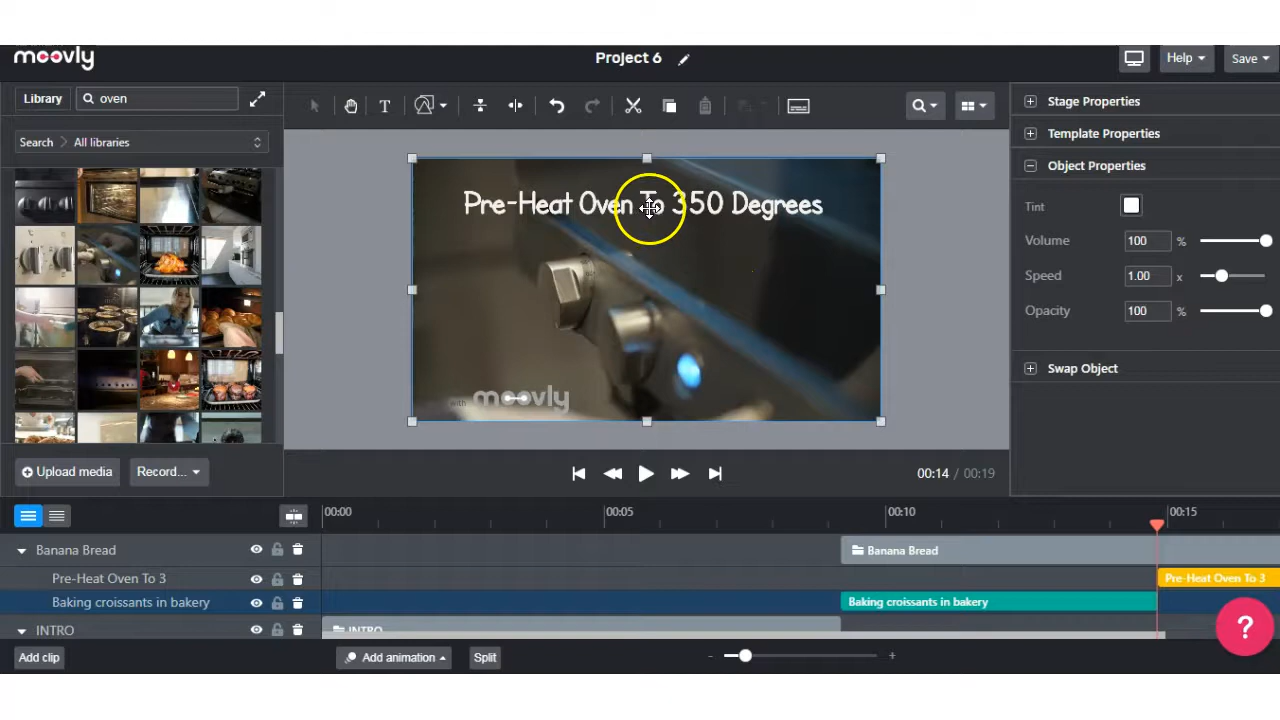 moovly
Project 6
Help
Save
Library
oven
Search
All libraries
Stage Properties
Template Properties
Object Properties
Tint
Volume
100
%
Speed
1.00
x
Opacity
100
%
Swap Object
Pre-Heat Oven To 350 Degrees
with moovly
Upload media
Record...
00:14 / 00:19
00:00
00:05
00:10
00:15
Banana Bread
Banana Bread
Pre-Heat Oven To 3
Pre-Heat Oven To 3
Baking croissants in bakery
Baking croissants in bakery
INTRO
INTRO
?
Add clip
Add animation
Split
-
+